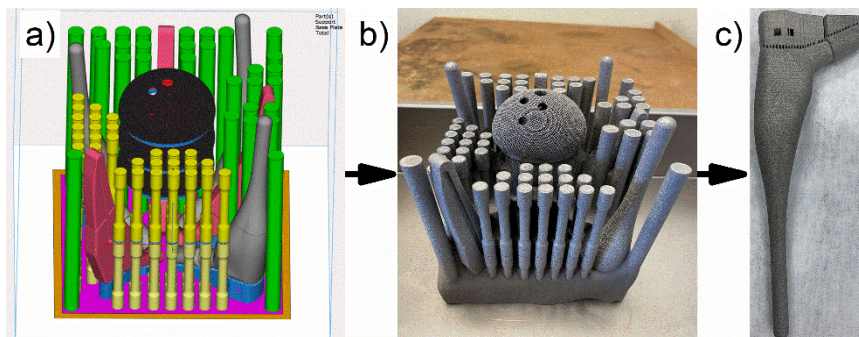 a)
Part(s)
Support
Base Plate
Total
b)
c)